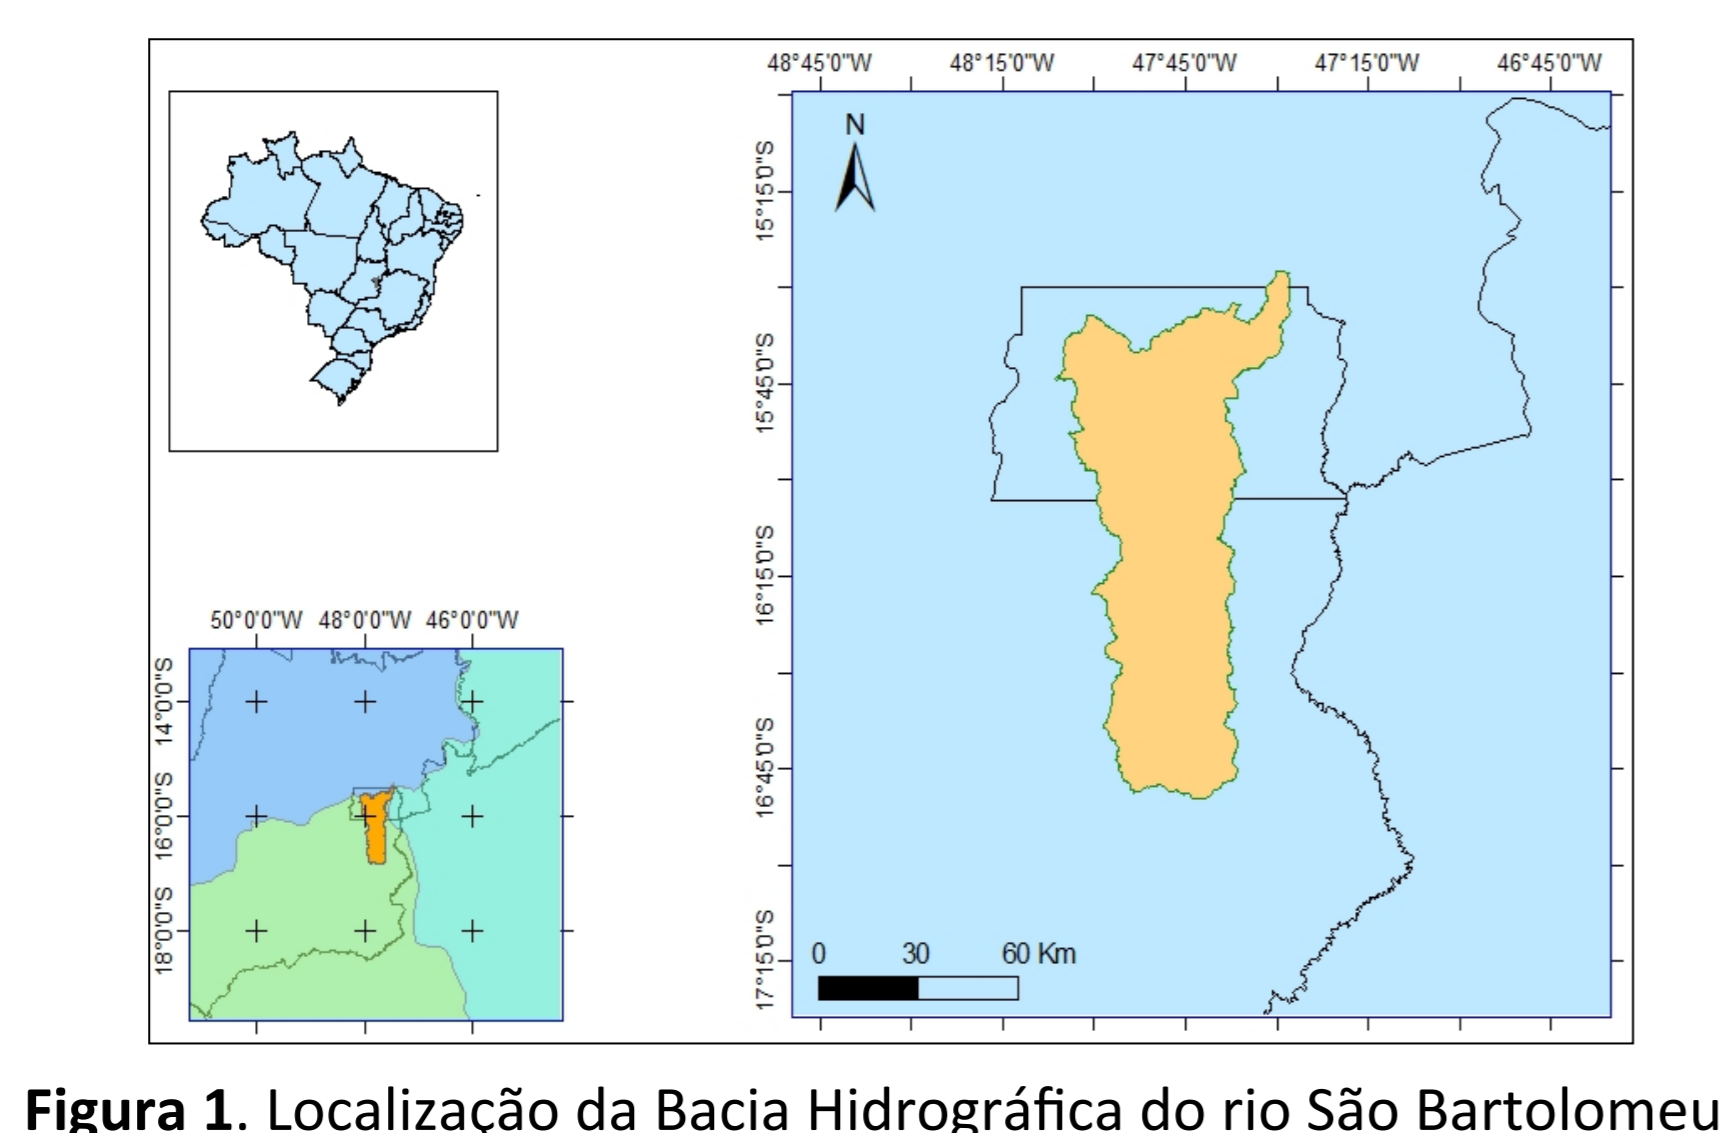 48°45'0"W 48°15'0"W 47°45'0"W 47°15'0"W 46°45'0"W
N
15°15'0"S
15°45'0"S
16°15'0"S
16°45'0"S
17°15'0"S
0 30 60 Km
50°0'0"W 48°0'0"W 46°0'0"W
14°0'0"S
16°0'0"S
18°0'0"S
Figura 1. Localização da Bacia Hidrográfica do rio São Bartolomeu